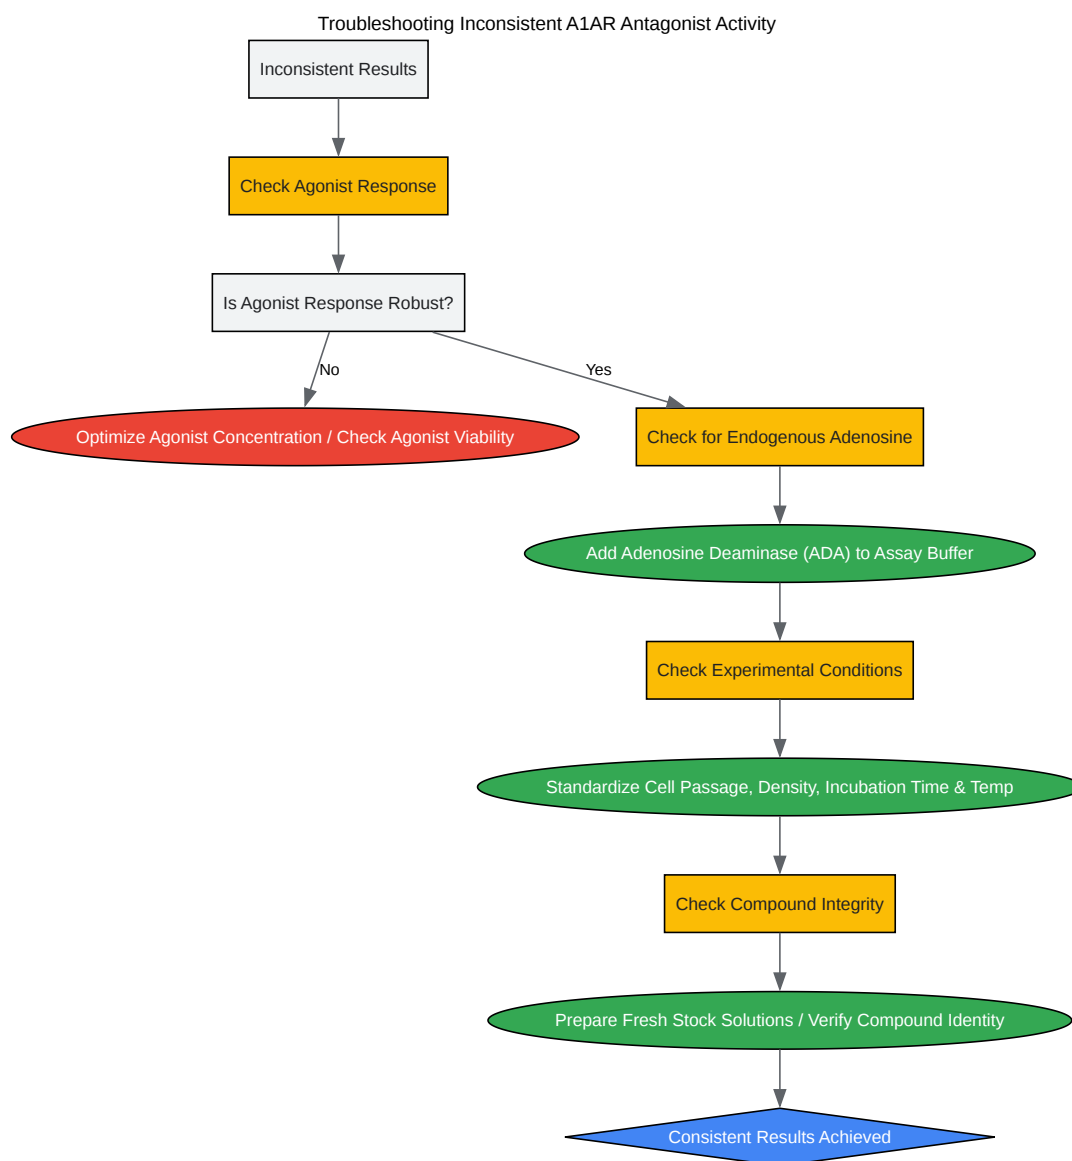 Troubleshooting Inconsistent A1AR Antagonist Activity
Inconsistent Results
Check Agonist Response
Is Agonist Response Robust?
No
Yes
Optimize Agonist Concentration / Check Agonist Viability
Check for Endogenous Adenosine
Add Adenosine Deaminase (ADA) to Assay Buffer
Check Experimental Conditions
Standardize Cell Passage, Density, Incubation Time & Temp
Check Compound Integrity
Prepare Fresh Stock Solutions / Verify Compound Identity
Consistent Results Achieved